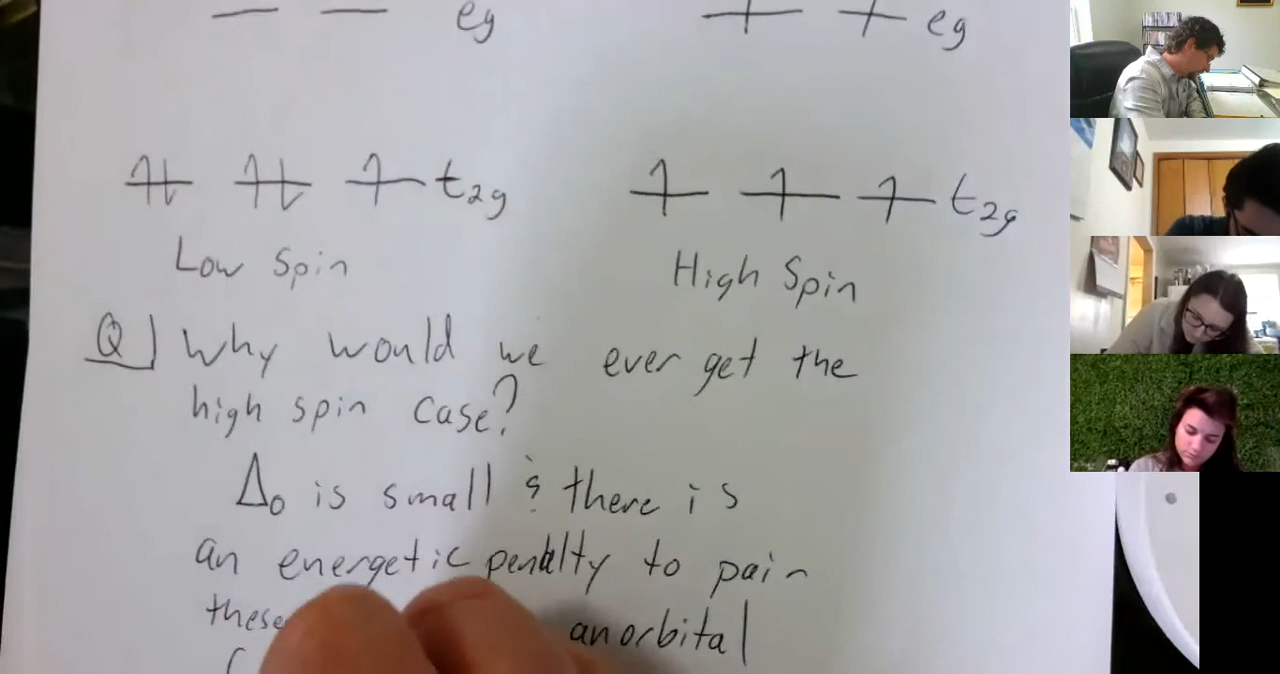 eg eg
t2g t2g
Low Spin High Spin
Q Why would we ever get the
high spin case?
Δo is small & there is
an energetic penalty to pair
these an orbital
(